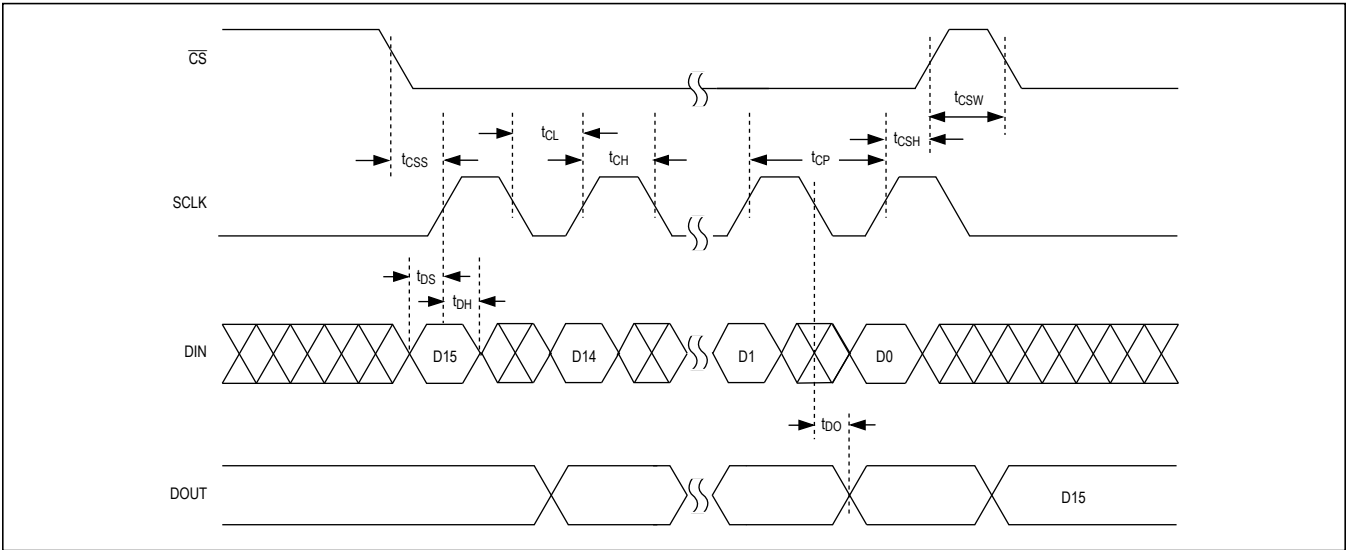 CS
tCSW
tCL
tCSH
tCSS
tCH
tCP
SCLK
tDS
tDH
DIN
D15
D14
D1
D0
tDO
DOUT
D15